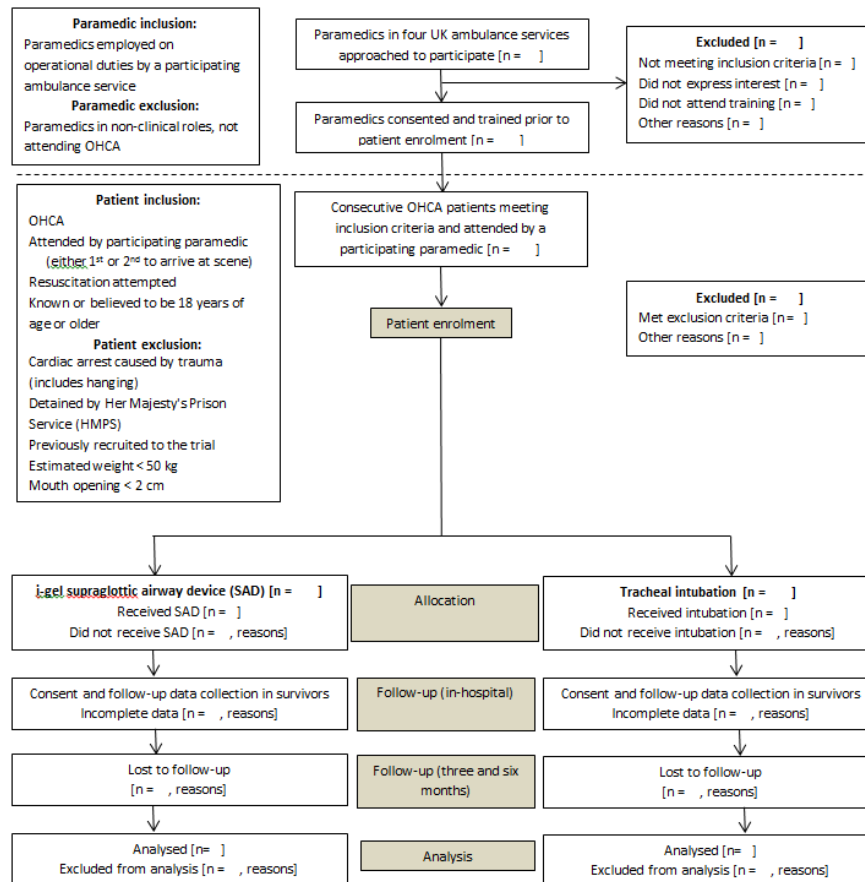 Paramedic inclusion:
Paramedics employed on
operational duties by a participating
ambulance service
Paramedic exclusion:
Paramedics in non-clinical roles, not
attending OHCA
Paramedics in four UK ambulance services
approached to participate [n =      ]
Excluded [n =      ]
Not meeting inclusion criteria [n =    ]
Did not express interest [n =    ]
Did not attend training [n =    ]
Other reasons [n =    ]
Paramedics consented and trained prior to
patient enrolment [n =      ]
Patient inclusion:
OHCA
Attended by participating paramedic
(either 1st or 2nd to arrive at scene)
Resuscitation attempted
Known or believed to be 18 years of
age or older
Patient exclusion:
Cardiac arrest caused by trauma
(includes hanging)
Detained by Her Majesty's Prison
Service (HMPS)
Previously recruited to the trial
Estimated weight < 50 kg
Mouth opening < 2 cm
Consecutive OHCA patients meeting
inclusion criteria and attended by a
participating paramedic [n =      ]
Patient enrolment
Excluded [n =      ]
Met exclusion criteria [n =    ]
Other reasons [n =    ]
i-gel supraglottic airway device (SAD) [n =      ]
Received SAD [n =    ]
Did not receive SAD [n =    , reasons]
Allocation
Tracheal intubation [n =      ]
Received intubation [n =    ]
Did not receive intubation [n =    , reasons]
Consent and follow-up data collection in survivors
Incomplete data [n =    , reasons]
Follow-up (in-hospital)
Consent and follow-up data collection in survivors
Incomplete data [n =    , reasons]
Lost to follow-up
[n =    , reasons]
Follow-up (three and six
months)
Lost to follow-up
[n =    , reasons]
Analysed [n=    ]
Excluded from analysis [n =    , reasons]
Analysis
Analysed [n=    ]
Excluded from analysis [n =    , reasons]